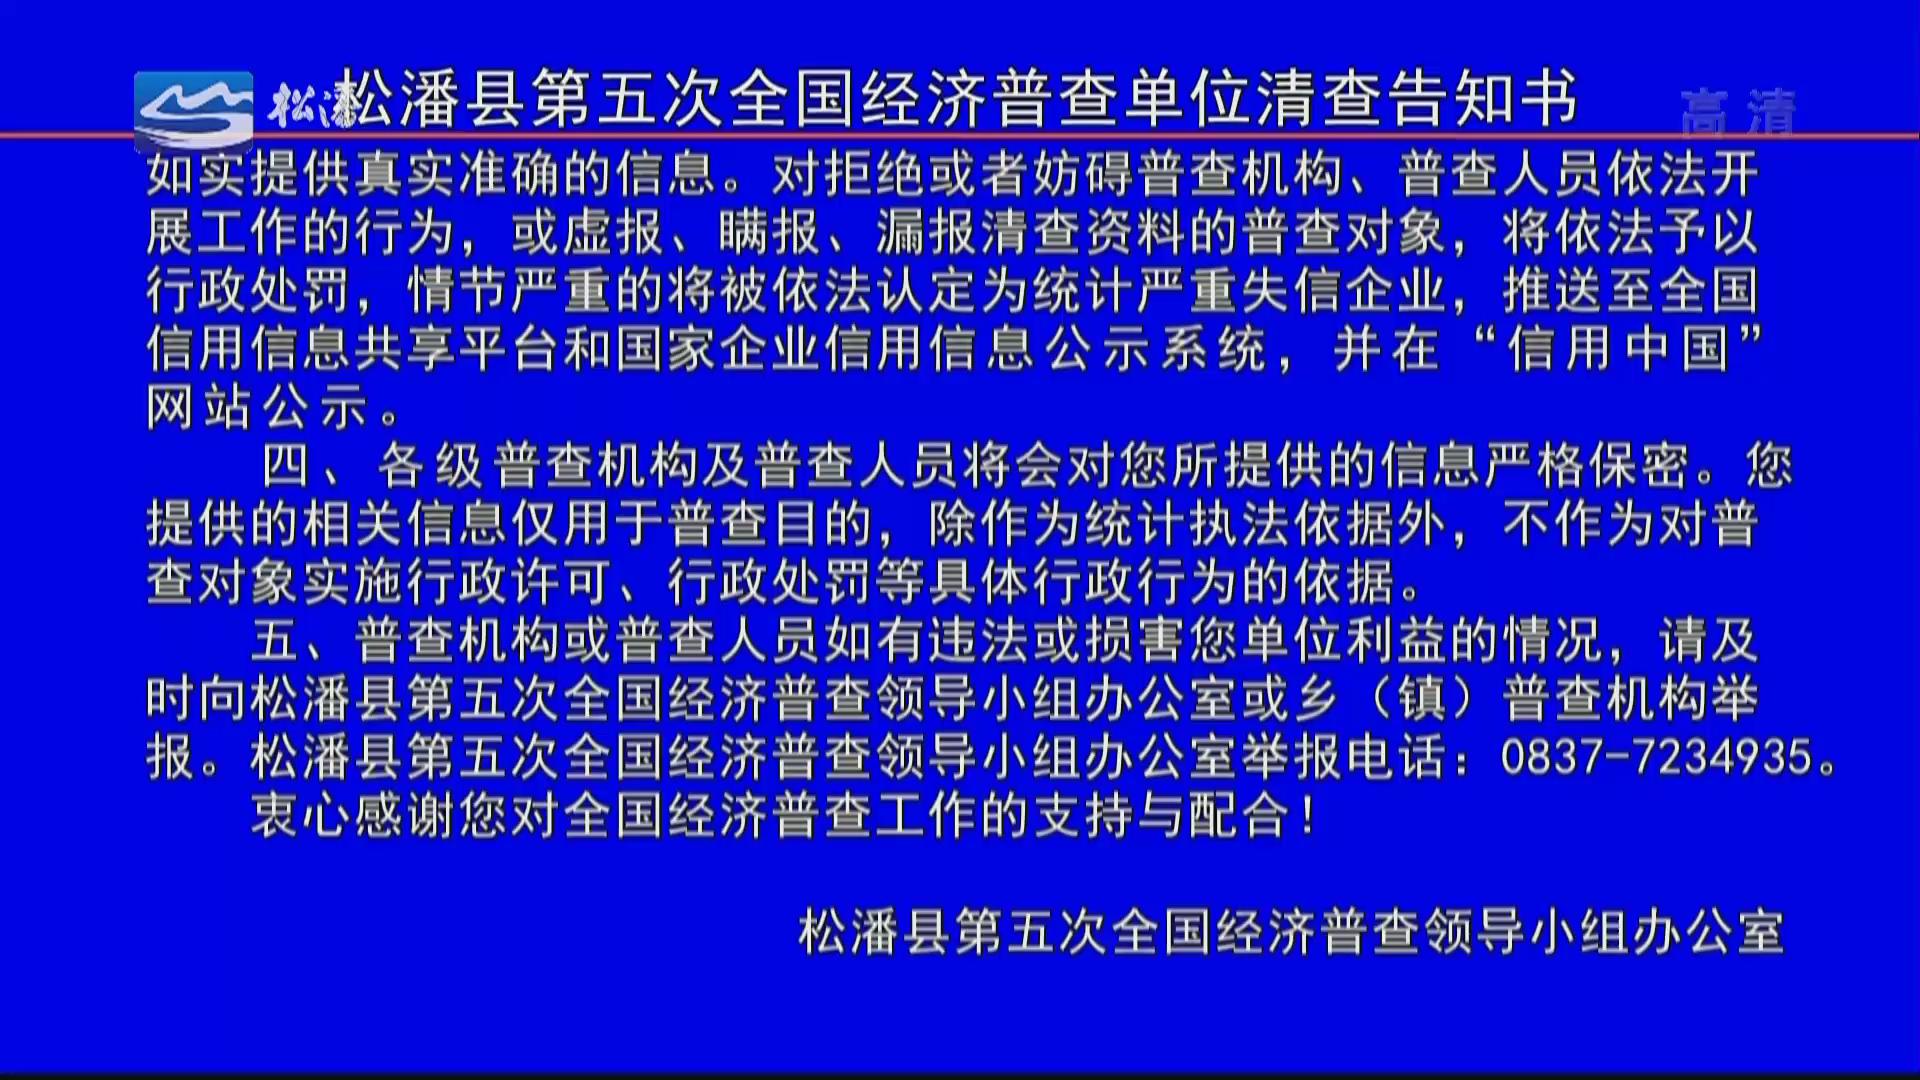 松潘
松潘县第五次全国经济普查单位清查告知书
高清
如实提供真实准确的信息。对拒绝或者妨碍普查机构、普查人员依法开
展工作的行为，或虚报、瞒报、漏报清查资料的普查对象，将依法予以
行政处罚，情节严重的将被依法认定为统计严重失信企业，推送至全国
信用信息共享平台和国家企业信用信息公示系统，并在“信用中国”
网站公示。
四、各级普查机构及普查人员将会对您所提供的信息严格保密。您
提供的相关信息仅用于普查目的，除作为统计执法依据外，不作为对普
查对象实施行政许可、行政处罚等具体行政行为的依据。
五、普查机构或普查人员如有违法或损害您单位利益的情况，请及
时向松潘县第五次全国经济普查领导小组办公室或乡（镇）普查机构举
报。松潘县第五次全国经济普查领导小组办公室举报电话：0837-7234935。
衷心感谢您对全国经济普查工作的支持与配合！
松潘县第五次全国经济普查领导小组办公室